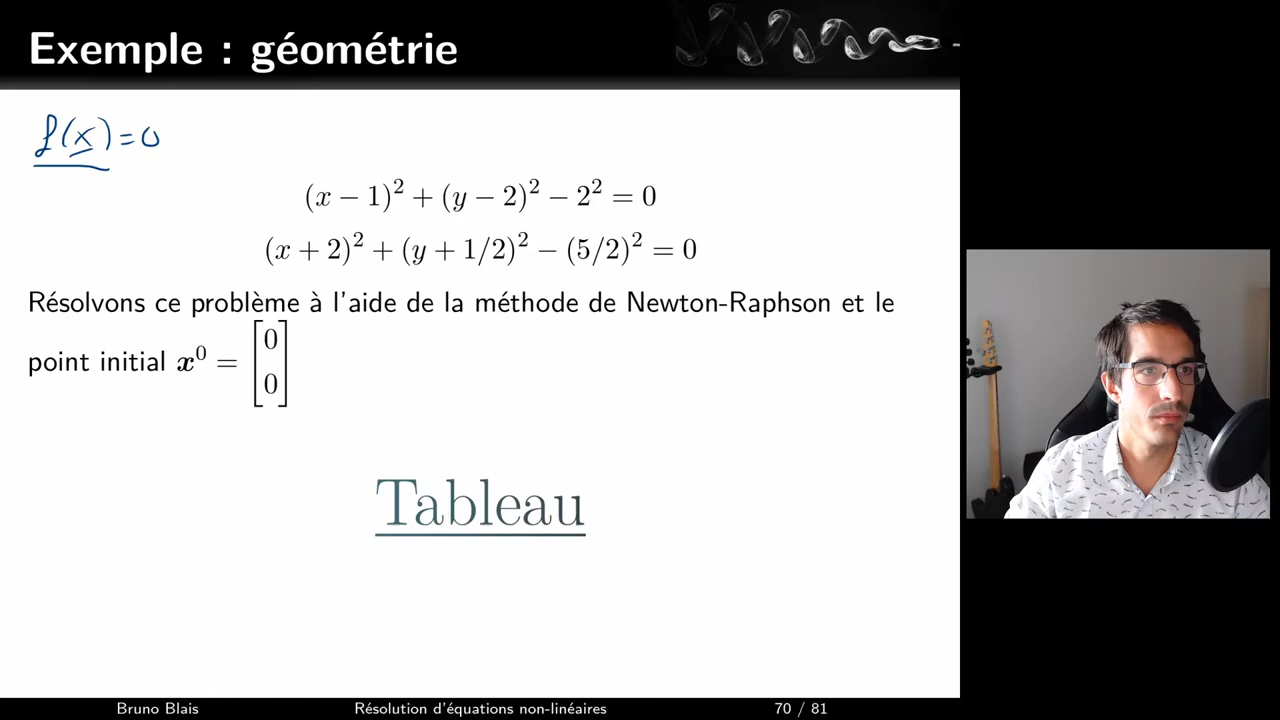 Exemple : géométrie
f(x)=0
(x − 1)² + (y − 2)² − 2² = 0
(x + 2)² + (y + 1/2)² − (5/2)² = 0
Résolvons ce problème à l'aide de la méthode de Newton-Raphson et le
point initial x⁰ = [0
0]
Tableau
Bruno Blais Résolution d'équations non-linéaires 70 / 81